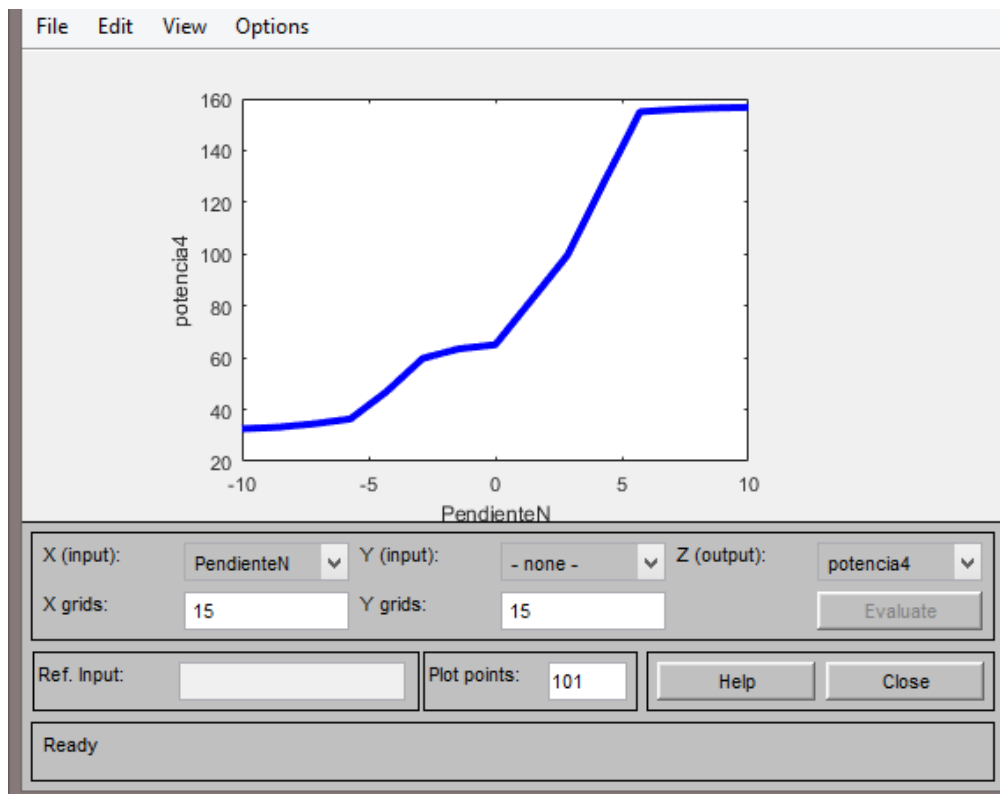 File Edit View Options
160
140
120
100
80
60
40
20
potencia4
-10 -5 0 5 10
PendienteN
X (input): PendienteN Y (input): - none - Z (output): potencia4
X grids: 15 Y grids: 15 Evaluate
Ref. Input: Plot points: 101 Help Close
Ready